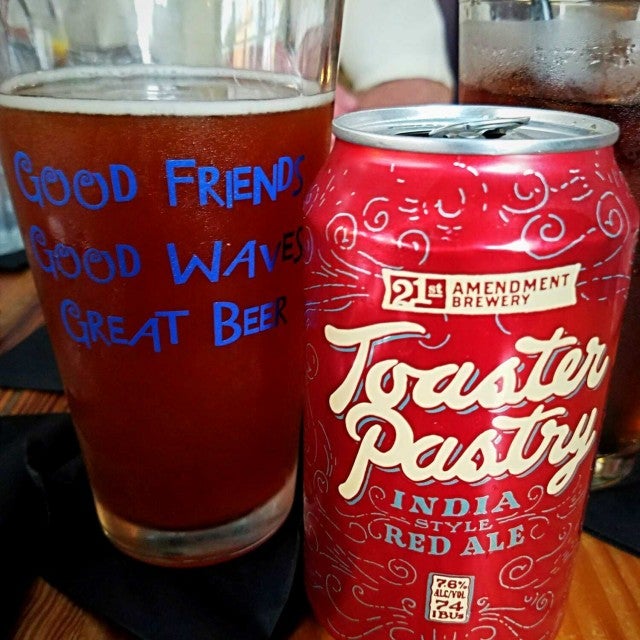 GOOD FRIENDS
GOOD WAVES
GREAT BEER
21st AMENDMENT
BREWERY
Toaster
Pastry
INDIA
STYLE
RED ALE
7.6%
ALC/VOL
74
IBUs